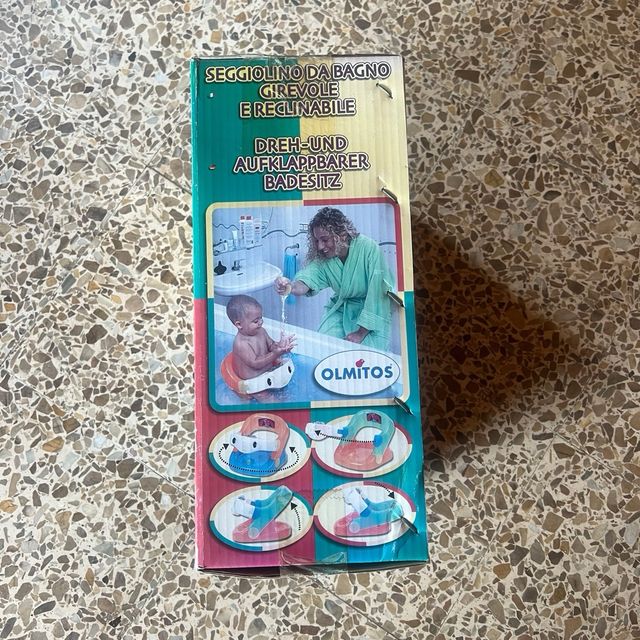 SEGGIOLINO DA BAGNO
GIREVOLE
E RECLINABILE
DREH-UND
AUFKLAPPBARER
BADESITZ
OLMITOS